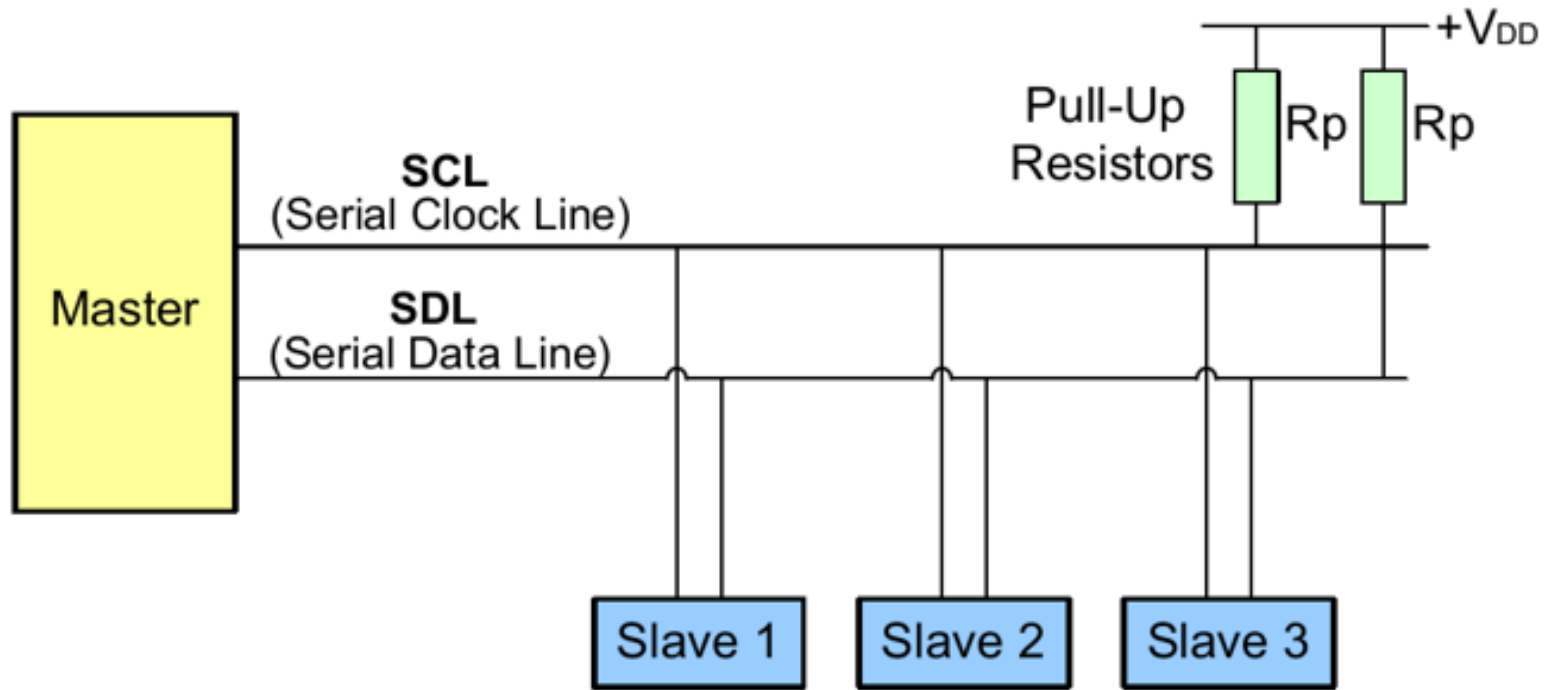 +VDD
Pull-Up
Resistors
Rp
Rp
SCL
(Serial Clock Line)
Master
SDL
(Serial Data Line)
Slave 1
Slave 2
Slave 3